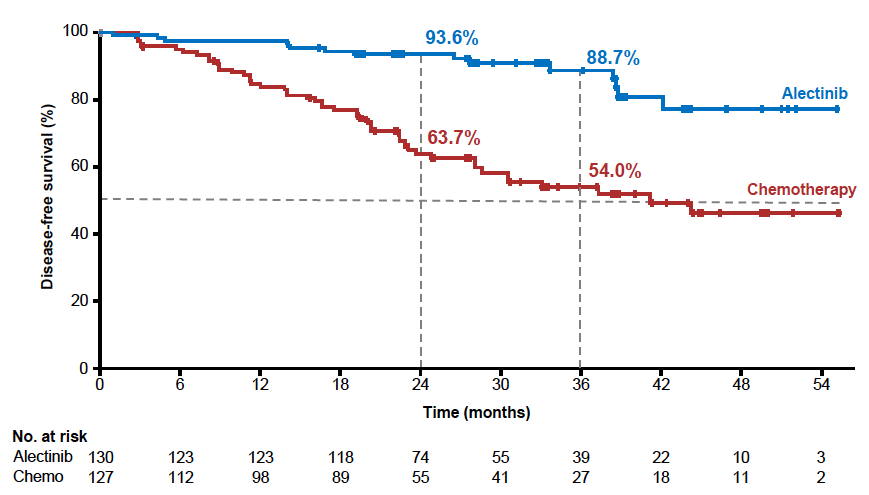 100
80
60
40
20
0
Disease-free survival (%)
93.6%
88.7%
Alectinib
63.7%
54.0%
Chemotherapy
0 6 12 18 24 30 36 42 48 54
Time (months)
No. at risk
Alectinib 130 123 123 118 74 55 39 22 10 3
Chemo 127 112 98 89 55 41 27 18 11 2